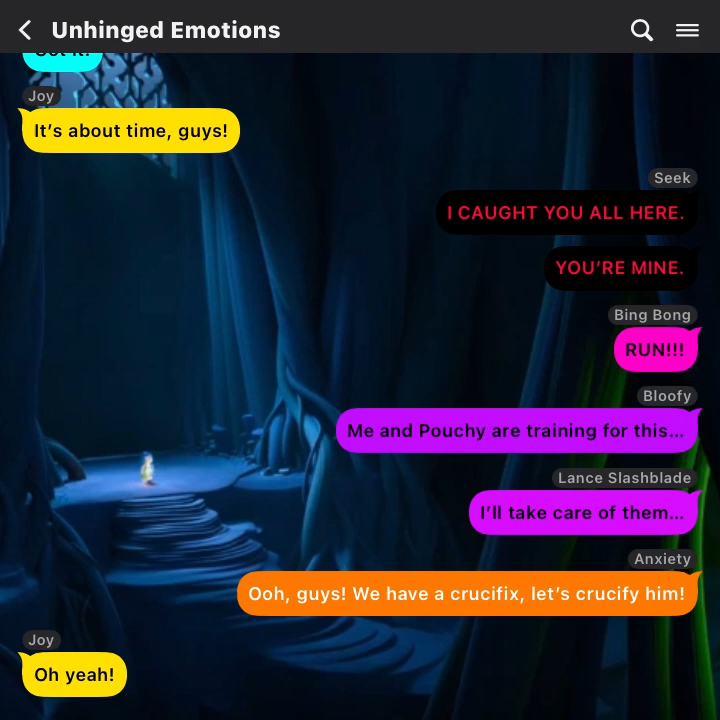 Unhinged Emotions
Joy
It's about time, guys!
Seek
I CAUGHT YOU ALL HERE.
YOU'RE MINE.
Bing Bong
RUN!!!
Bloofy
Me and Pouchy are training for this...
Lance Slashblade
I'll take care of them...
Anxiety
Ooh, guys! We have a crucifix, let's crucify him!
Joy
Oh yeah!